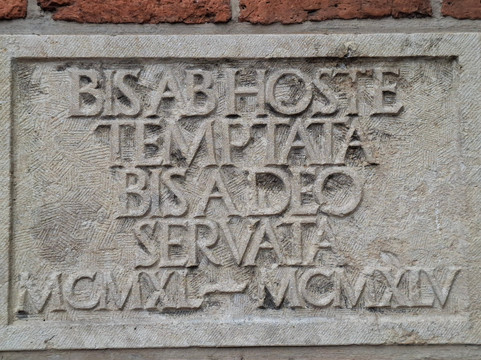 BIS AB HOSTE
TEMPTATA
BIS A DEO
SERVATA
MCMXL – MCMXLV